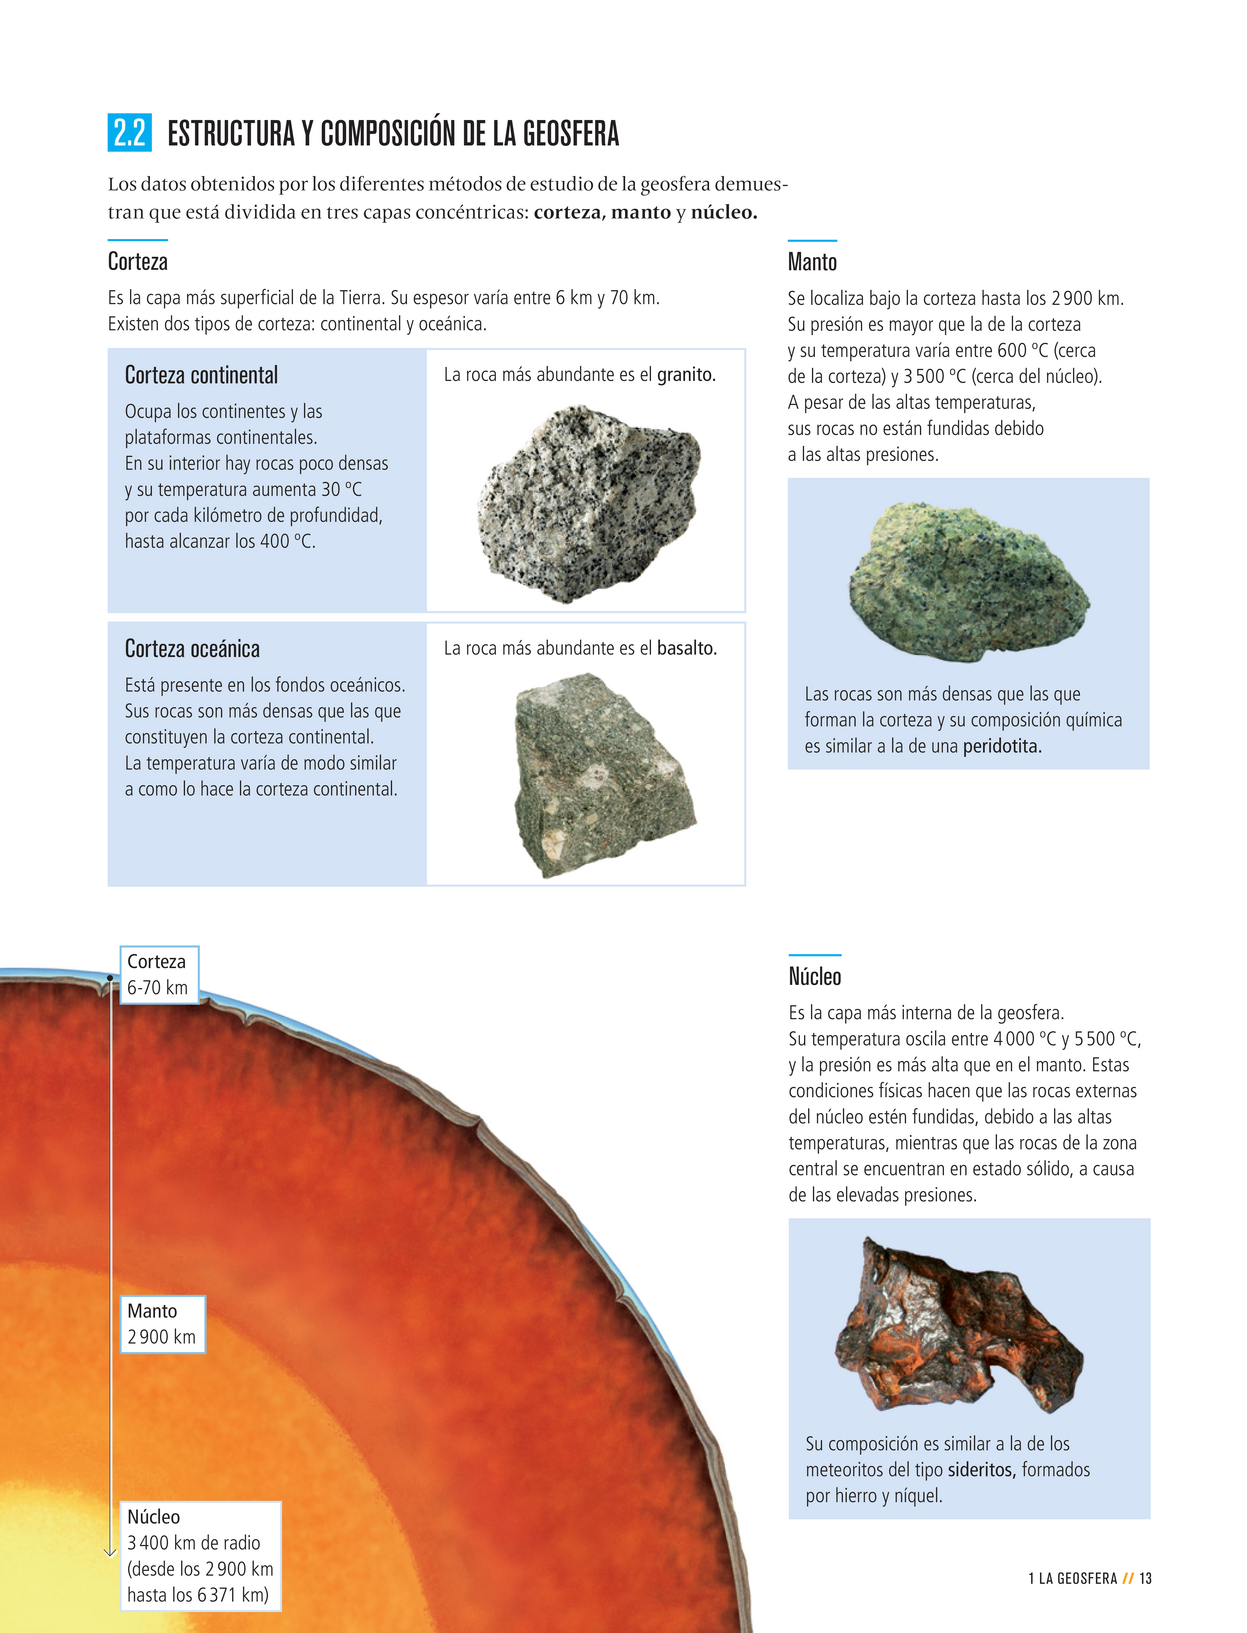 2.2 ESTRUCTURA Y COMPOSICIÓN DE LA GEOSFERA
Los datos obtenidos por los diferentes métodos de estudio de la geosfera demues-
tran que está dividida en tres capas concéntricas: corteza, manto y núcleo.
Corteza
Es la capa más superficial de la Tierra. Su espesor varía entre 6 km y 70 km.
Existen dos tipos de corteza: continental y oceánica.
Corteza continental
Ocupa los continentes y las
plataformas continentales.
En su interior hay rocas poco densas
y su temperatura aumenta 30 ºC
por cada kilómetro de profundidad,
hasta alcanzar los 400 ºC.
La roca más abundante es el granito.
Corteza oceánica
Está presente en los fondos oceánicos.
Sus rocas son más densas que las que
constituyen la corteza continental.
La temperatura varía de modo similar
a como lo hace la corteza continental.
La roca más abundante es el basalto.
Manto
Se localiza bajo la corteza hasta los 2 900 km.
Su presión es mayor que la de la corteza
y su temperatura varía entre 600 ºC (cerca
de la corteza) y 3 500 ºC (cerca del núcleo).
A pesar de las altas temperaturas,
sus rocas no están fundidas debido
a las altas presiones.
Las rocas son más densas que las que
forman la corteza y su composición química
es similar a la de una peridotita.
Corteza
6-70 km
Manto
2 900 km
Núcleo
3 400 km de radio
(desde los 2 900 km
hasta los 6 371 km)
Núcleo
Es la capa más interna de la geosfera.
Su temperatura oscila entre 4 000 ºC y 5 500 ºC,
y la presión es más alta que en el manto. Estas
condiciones físicas hacen que las rocas externas
del núcleo estén fundidas, debido a las altas
temperaturas, mientras que las rocas de la zona
central se encuentran en estado sólido, a causa
de las elevadas presiones.
Su composición es similar a la de los
meteoritos del tipo sideritos, formados
por hierro y níquel.
1 LA GEOSFERA // 13